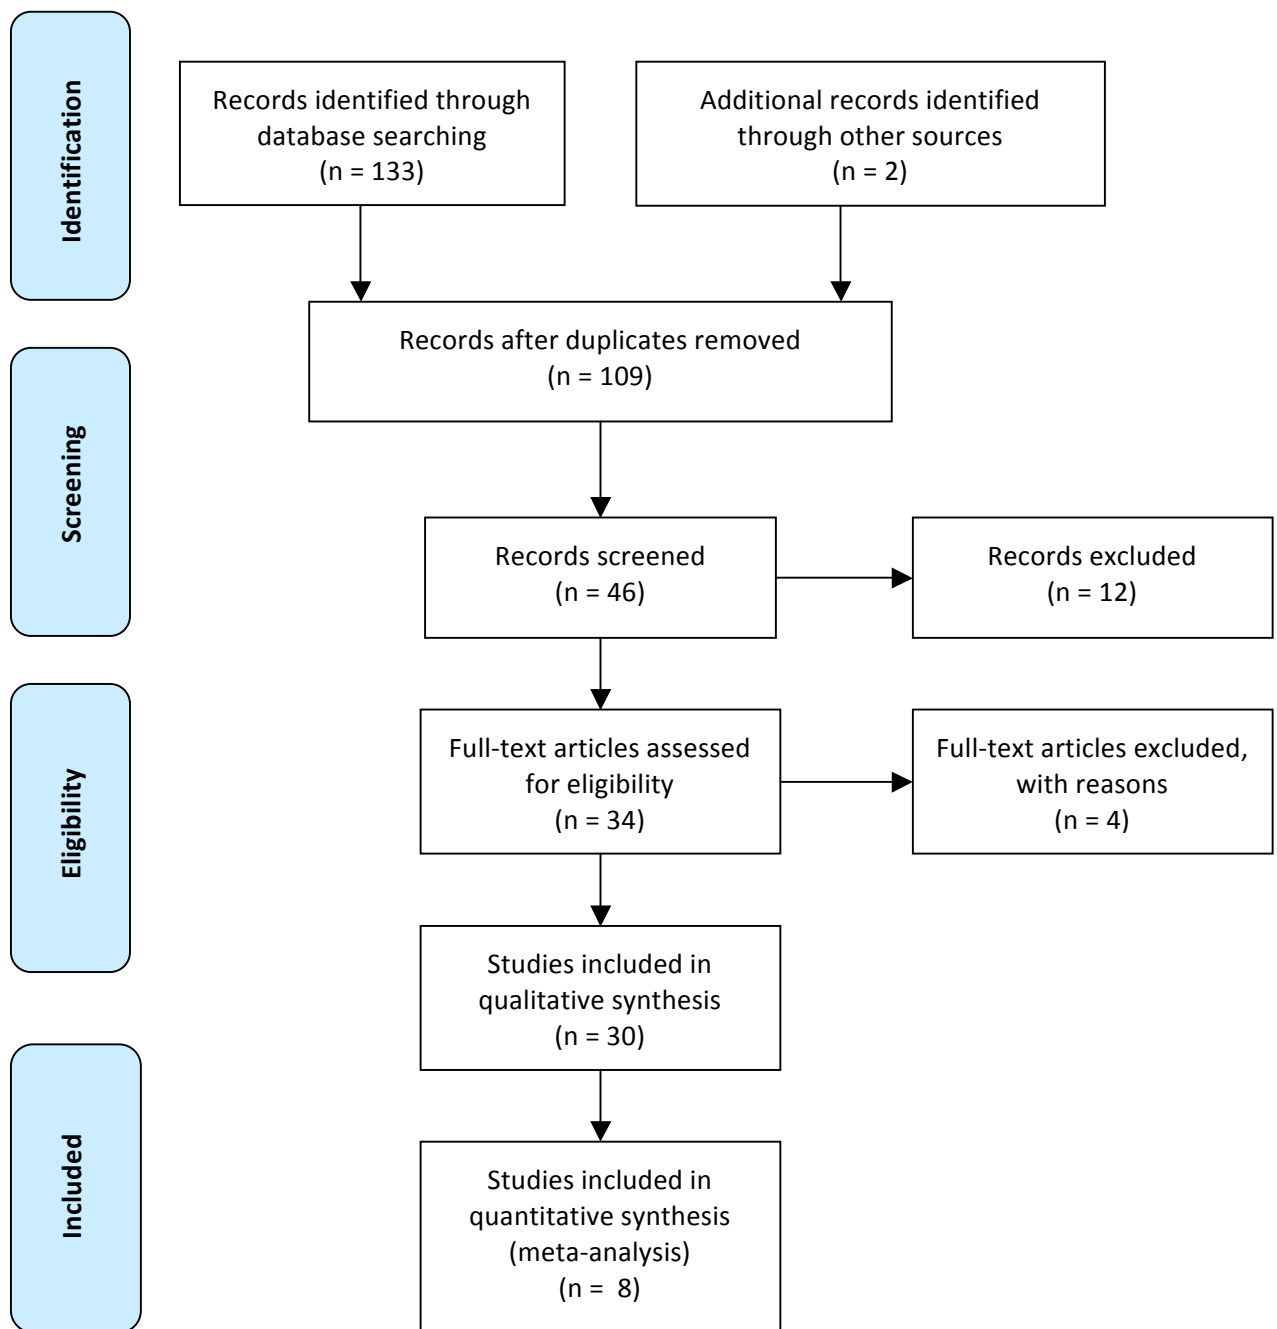 Identification
Records identified through
database searching
(n = 133)
Additional records identified
through other sources
(n = 2)
Records after duplicates removed
(n = 109)
Screening
Records screened
(n = 46)
Records excluded
(n = 12)
Eligibility
Full-text articles assessed
for eligibility
(n = 34)
Full-text articles excluded,
with reasons
(n = 4)
Studies included in
qualitative synthesis
(n = 30)
Included
Studies included in
quantitative synthesis
(meta-analysis)
(n =  8)